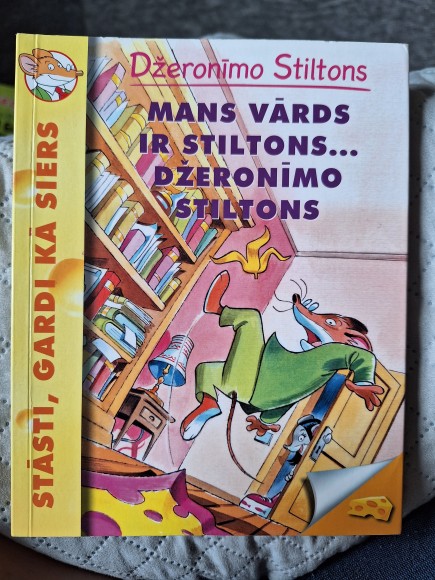 Džeronīmo Stiltons
MANS VĀRDS
IR STILTONS...
DŽERONĪMO
STILTONS
STĀSTI, GARDI KĀ SIERS